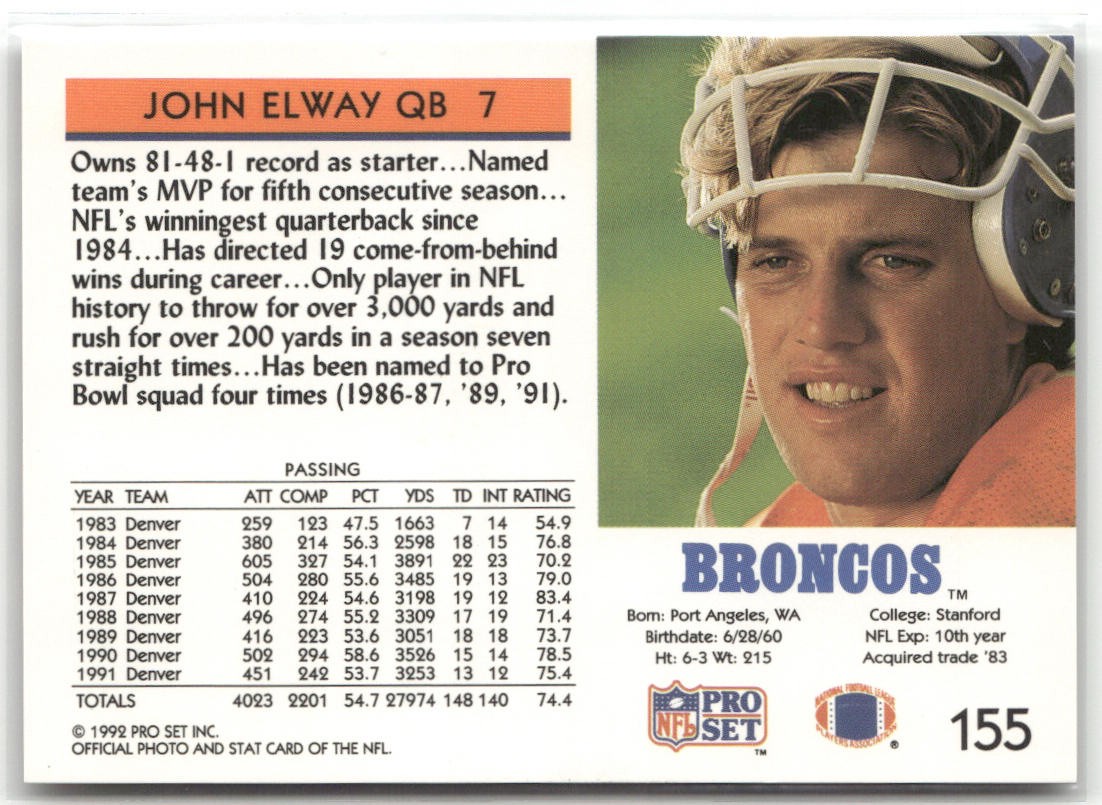 JOHN ELWAY QB 7
Owns 81-48-1 record as starter...Named
team's MVP for fifth consecutive season...
NFL's winningest quarterback since
1984...Has directed 19 come-from-behind
wins during career...Only player in NFL
history to throw for over 3,000 yards and
rush for over 200 yards in a season seven
straight times...Has been named to Pro
Bowl squad four times (1986-87, '89, '91).
PASSING
YEAR TEAM ATT COMP PCT YDS TD INT RATING
1983 Denver 259 123 47.5 1663 7 14 54.9
1984 Denver 380 214 56.3 2598 18 15 76.8
1985 Denver 605 327 54.1 3891 22 23 70.2
1986 Denver 504 280 55.6 3485 19 13 79.0
1987 Denver 410 224 54.6 3198 19 12 83.4
1988 Denver 496 274 55.2 3309 17 19 71.4
1989 Denver 416 223 53.6 3051 18 18 73.7
1990 Denver 502 294 58.6 3526 15 14 78.5
1991 Denver 451 242 53.7 3253 13 12 75.4
TOTALS 4023 2201 54.7 27974 148 140 74.4
© 1992 PRO SET INC.
OFFICIAL PHOTO AND STAT CARD OF THE NFL.
BRONCOS TM
Born: Port Angeles, WA
Birthdate: 6/28/60
Ht: 6-3 Wt: 215
College: Stanford
NFL Exp: 10th year
Acquired trade '83
NFL PRO SET TM
NATIONAL FOOTBALL LEAGUE PLAYERS ASSOCIATION ®
155